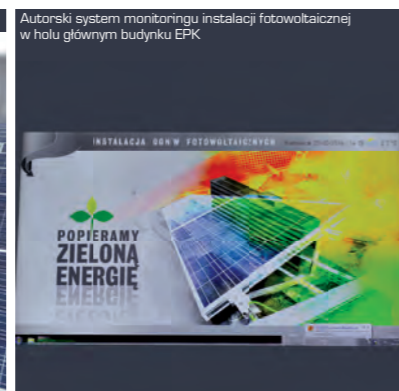 Autorski system monitoringu instalacji fotowoltaicznej
w holu głównym budynku EPK
INSTALACJA OGNIW FOTOWOLTAICZNYCH
POPIERAMY
ZIELONĄ
ENERGIĘ